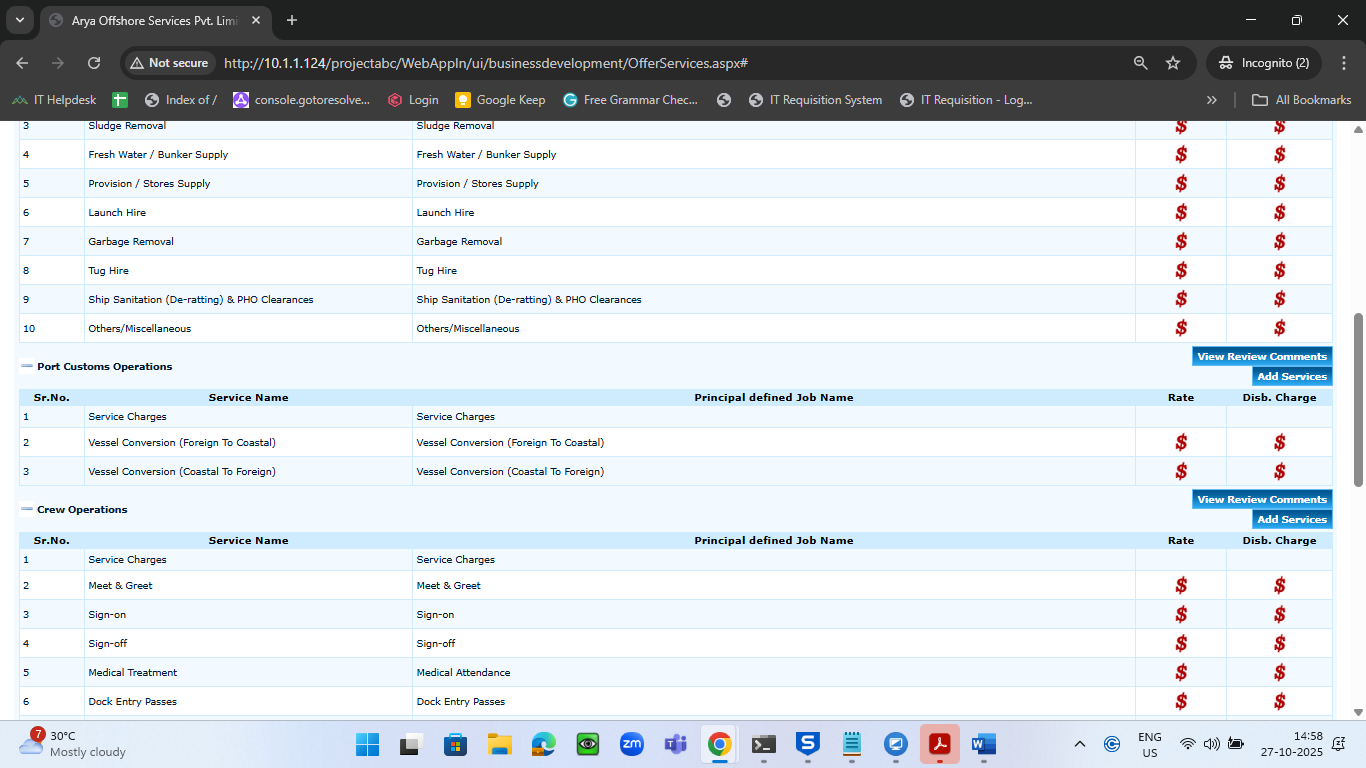 Arya Offshore Services Pvt. Limi
Not secure http://10.1.1.124/projectabc/WebAppIn/ui/businessdevelopment/OfferServices.aspx# Incognito (2)
IT Helpdesk Index of / console.gotoresolve... Login Google Keep Free Grammar Chec... IT Requisition System IT Requisition - Log... » All Bookmarks
3 Sludge Removal Sludge Removal $ $
4 Fresh Water / Bunker Supply Fresh Water / Bunker Supply $ $
5 Provision / Stores Supply Provision / Stores Supply $ $
6 Launch Hire Launch Hire $ $
7 Garbage Removal Garbage Removal $ $
8 Tug Hire Tug Hire $ $
9 Ship Sanitation (De-ratting) & PHO Clearances Ship Sanitation (De-ratting) & PHO Clearances $ $
10 Others/Miscellaneous Others/Miscellaneous $ $
View Review Comments
Port Customs Operations
Add Services
Sr.No. Service Name Principal defined Job Name Rate Disb. Charge
1 Service Charges Service Charges
2 Vessel Conversion (Foreign To Coastal) Vessel Conversion (Foreign To Coastal) $ $
3 Vessel Conversion (Coastal To Foreign) Vessel Conversion (Coastal To Foreign) $ $
View Review Comments
Crew Operations
Add Services
Sr.No. Service Name Principal defined Job Name Rate Disb. Charge
1 Service Charges Service Charges
2 Meet & Greet Meet & Greet $ $
3 Sign-on Sign-on $ $
4 Sign-off Sign-off $ $
5 Medical Treatment Medical Attendance $ $
6 Dock Entry Passes Dock Entry Passes $ $
7 30°C
Mostly cloudy
zm
S
W
ENG
US
14:58
27-10-2025